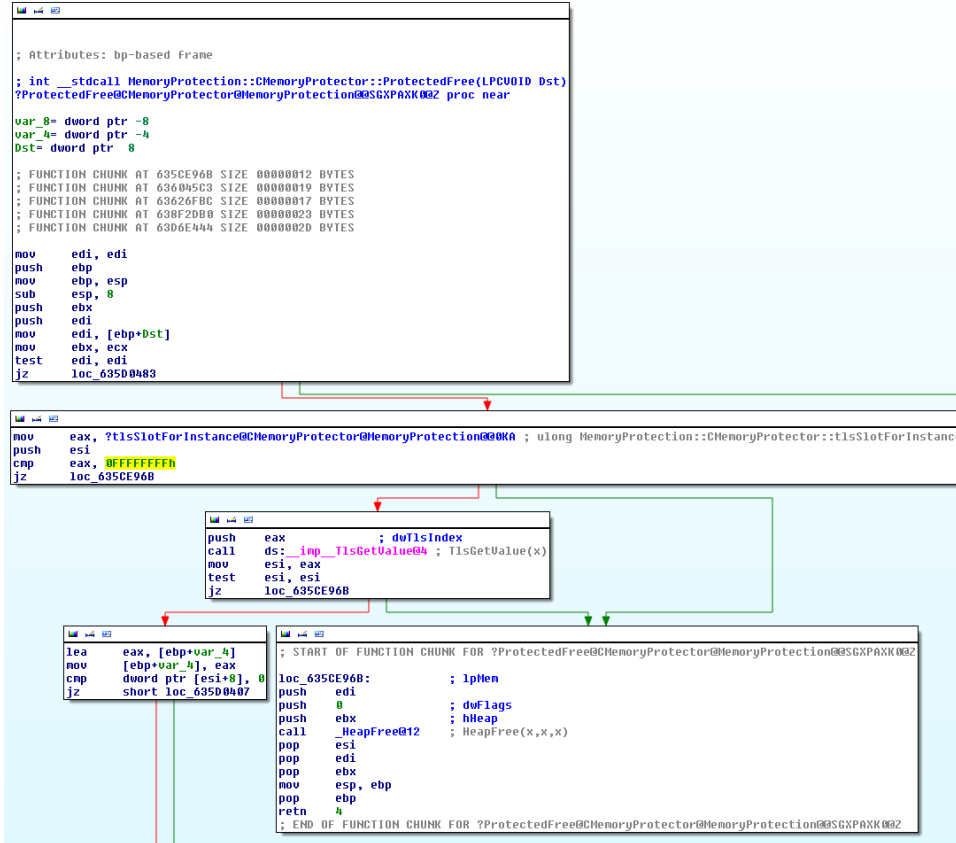 ; Attributes: bp-based frame
; int __stdcall MemoryProtection::CMemoryProtector::ProtectedFree(LPCVOID Dst)
?ProtectedFree@CMemoryProtector@MemoryProtection@@SGXPAXK@Z proc near
var_8= dword ptr -8
var_4= dword ptr -4
Dst= dword ptr  8
; FUNCTION CHUNK AT 635CE96B SIZE 00000012 BYTES
; FUNCTION CHUNK AT 636045C3 SIZE 00000019 BYTES
; FUNCTION CHUNK AT 63626FBC SIZE 00000017 BYTES
; FUNCTION CHUNK AT 638F2DB0 SIZE 00000023 BYTES
; FUNCTION CHUNK AT 63D6E444 SIZE 0000002D BYTES
mov     edi, edi
push    ebp
mov     ebp, esp
sub     esp, 8
push    ebx
push    edi
mov     edi, [ebp+Dst]
mov     ebx, ecx
test    edi, edi
jz      loc_635D0483
mov     eax, ?tlsSlotForInstance@CMemoryProtector@MemoryProtection@@0KA ; ulong MemoryProtection::CMemoryProtector::tlsSlotForInstance
push    esi
cmp     eax, 0FFFFFFFFh
jz      loc_635CE96B
push    eax             ; dwTlsIndex
call    ds:__imp__TlsGetValue@4 ; TlsGetValue(x)
mov     esi, eax
test    esi, esi
jz      loc_635CE96B
lea     eax, [ebp+var_4]
mov     [ebp+var_4], eax
cmp     dword ptr [esi+8], 0
jz      short loc_635D0407
; START OF FUNCTION CHUNK FOR ?ProtectedFree@CMemoryProtector@MemoryProtection@@SGXPAXK@Z
loc_635CE96B:           ; lpMem
push    edi
push    0               ; dwFlags
push    ebx             ; hHeap
call    _HeapFree@12    ; HeapFree(x,x,x)
pop     esi
pop     edi
pop     ebx
mov     esp, ebp
pop     ebp
retn    4
; END OF FUNCTION CHUNK FOR ?ProtectedFree@CMemoryProtector@MemoryProtection@@SGXPAXK@Z